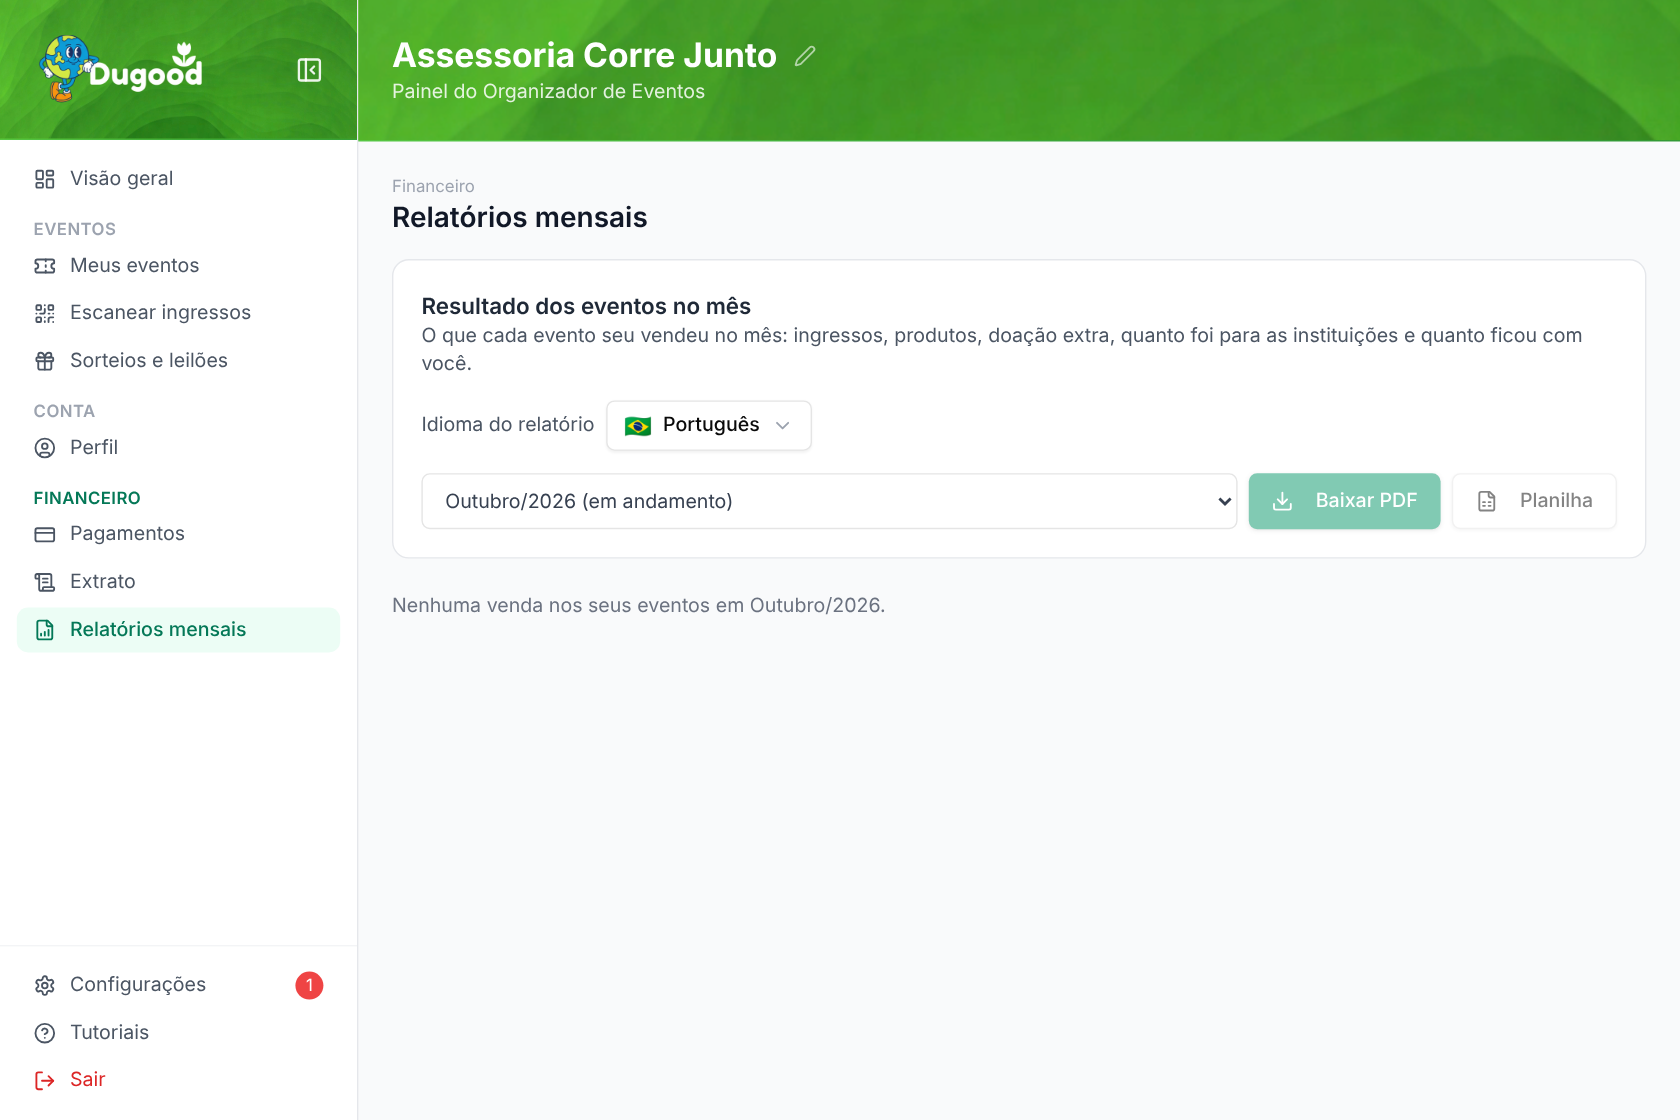 Dugood
Assessoria Corre Junto
Painel do Organizador de Eventos
Visão geral
EVENTOS
Meus eventos
Escanear ingressos
Sorteios e leilões
CONTA
Perfil
FINANCEIRO
Pagamentos
Extrato
Relatórios mensais
Configurações
1
Tutoriais
Sair
Financeiro
Relatórios mensais
Resultado dos eventos no mês
O que cada evento seu vendeu no mês: ingressos, produtos, doação extra, quanto foi para as instituições e quanto ficou com
você.
Idioma do relatório
Português
Outubro/2026 (em andamento)
Baixar PDF
Planilha
Nenhuma venda nos seus eventos em Outubro/2026.